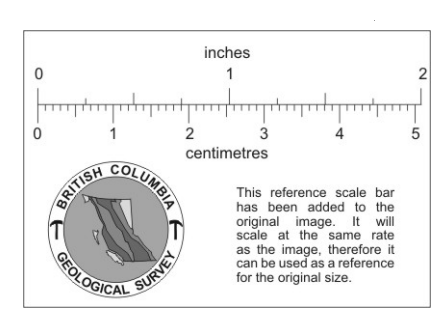 inches
0 1 2
0 1 2 3 4 5
centimetres
BRITISH COLUMBIA
GEOLOGICAL SURVEY
This reference scale bar
has been added to the
original image. It will
scale at the same rate
as the image, therefore it
can be used as a reference
for the original size.